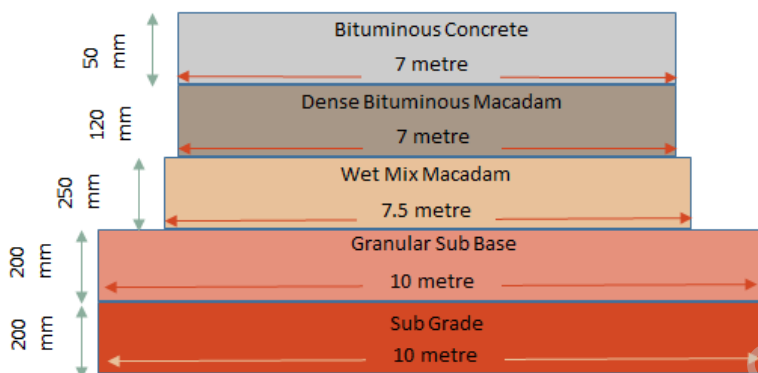 50 mm
Bituminous Concrete
7 metre
120 mm
Dense Bituminous Macadam
7 metre
250 mm
Wet Mix Macadam
7.5 metre
200 mm
Granular Sub Base
10 metre
200 mm
Sub Grade
10 metre